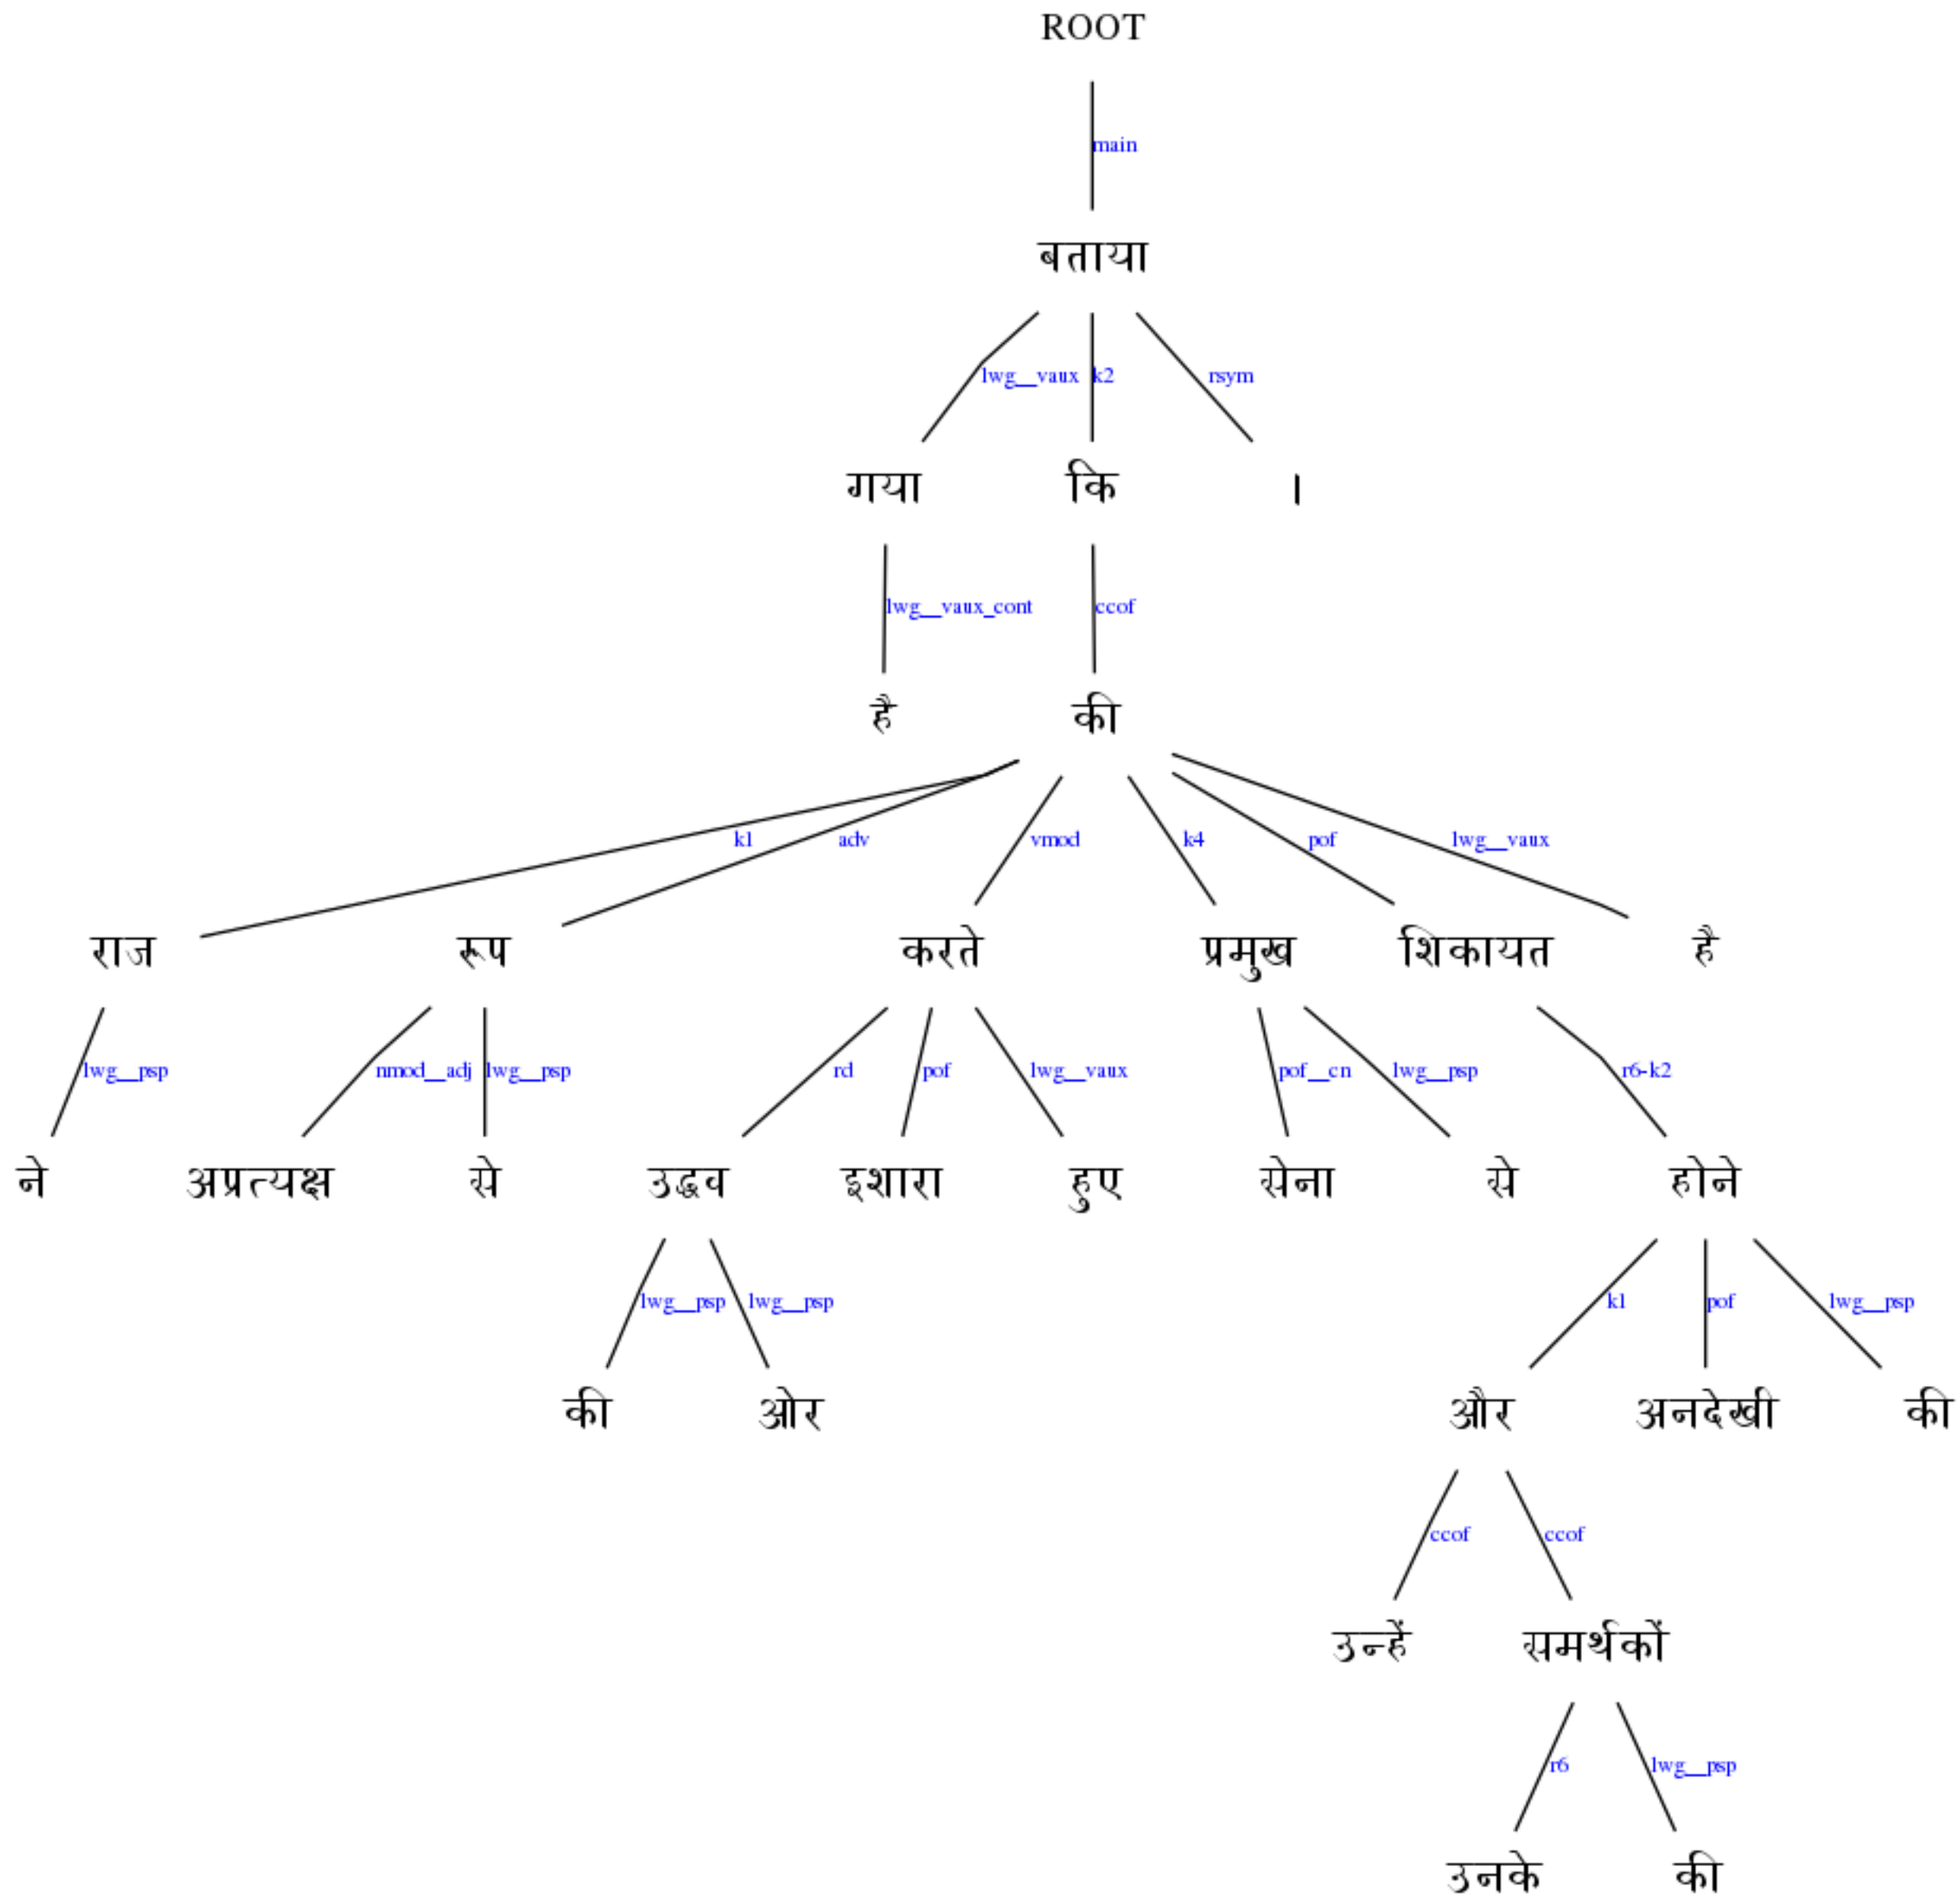 ROOT
main
बताया
lwg__vaux k2 rsym
गया कि ।
lwg__vaux_cont ccof
है की
k1 adv vmod k4 pof lwg__vaux
राज रूप करते प्रमुख शिकायत है
lwg__psp nmod__adj lwg__psp rd pof lwg__vaux pof__cn lwg__psp r6-k2
ने अप्रत्यक्ष से उद्धव इशारा हुए सेना से होने
lwg__psp lwg__psp k1 pof lwg__psp
की ओर और अनदेखी की
ccof ccof
उन्हें समर्थकों
r6 lwg__psp
उनके की